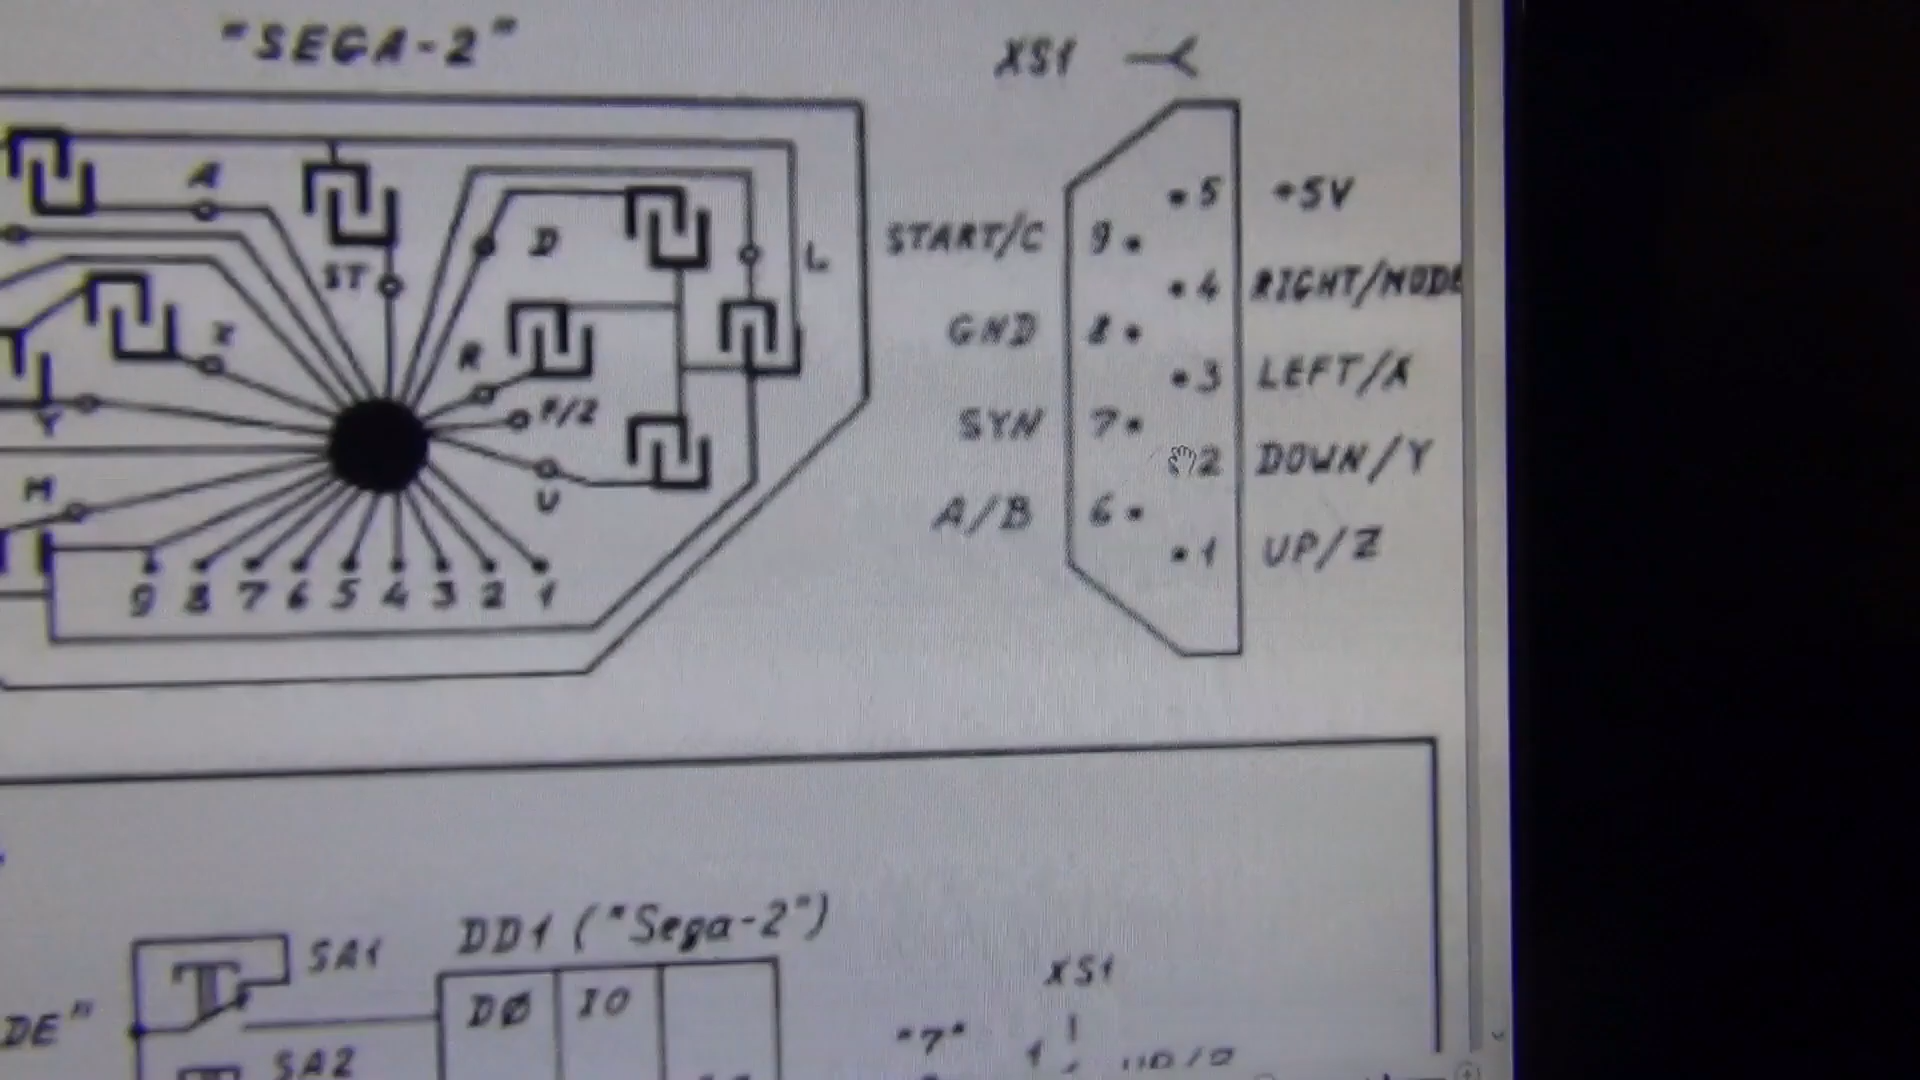 "SEGA-2"
XS1
A
ST
D
L
X
R
F/Z
Y
U
M
9 8 7 6 5 4 3 2 1
5 +5V
START/C 9
4 RIGHT/MODE
GND 8
3 LEFT/X
SYN 7
2 DOWN/Y
A/B 6
1 UP/Z
SA1
DD1 ("Sega-2")
XS1
DE"
DØ
I0
"7"
SA2
1